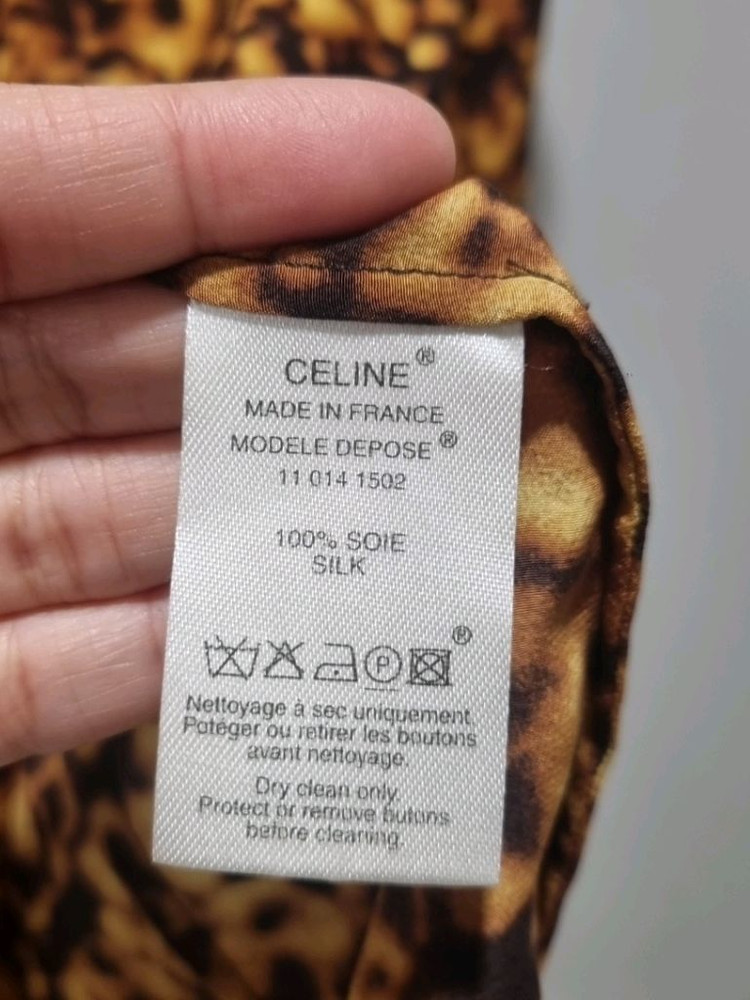 CELINE®
MADE IN FRANCE
MODELE DEPOSE®
11 014 1502
100% SOIE
SILK
P
®
Nettoyage à sec uniquement.
Potéger ou retirer les boutons
avant nettoyage.
Dry clean only.
Protect or remove butons
before cleaning.